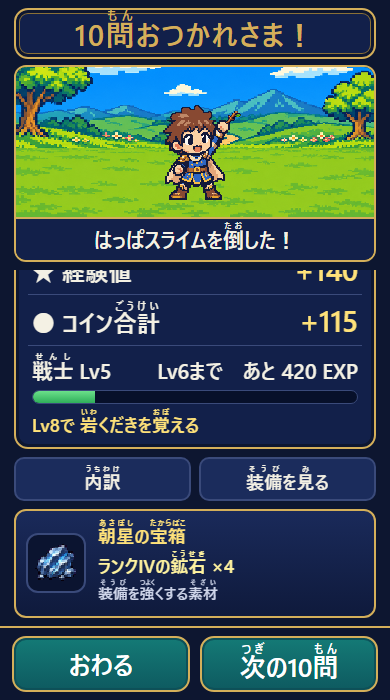 10問おつかれさま！
はっぱスライムを倒した！
★ 経験値 +140
● コイン合計 +115
戦士 Lv5 Lv6まで あと 420 EXP
Lv8で 岩くだきを覚える
内訳 装備を見る
朝星の宝箱
ランクIVの鉱石 ×4
装備を強くする素材
おわる 次の10問